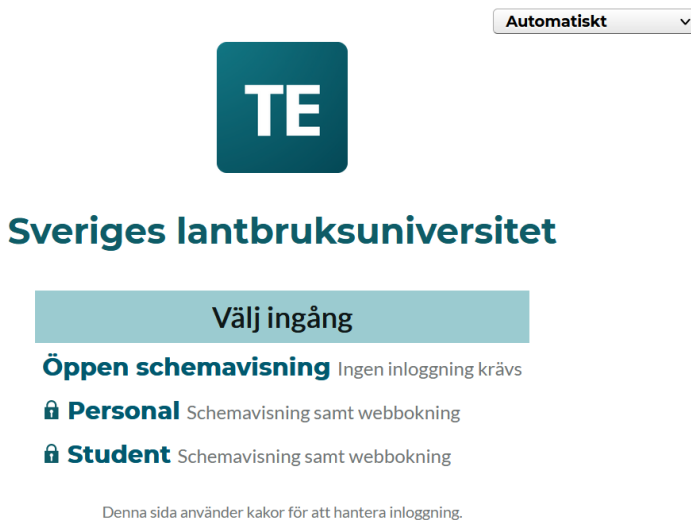 Automatiskt
TE
Sveriges lantbruksuniversitet
Välj ingång
Öppen schemavisning Ingen inloggning krävs
Personal Schemavisning samt webbokning
Student Schemavisning samt webbokning
Denna sida använder kakor för att hantera inloggning.